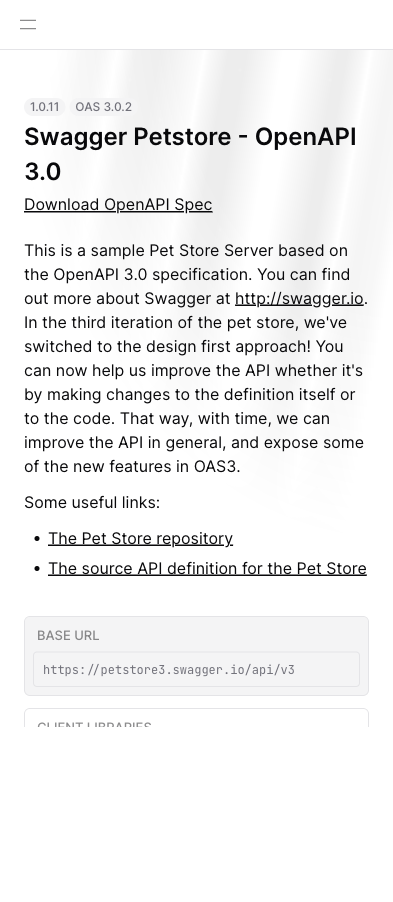 1.0.11 OAS 3.0.2
Swagger Petstore - OpenAPI
3.0
Download OpenAPI Spec
This is a sample Pet Store Server based on
the OpenAPI 3.0 specification. You can find
out more about Swagger at http://swagger.io.
In the third iteration of the pet store, we've
switched to the design first approach! You
can now help us improve the API whether it's
by making changes to the definition itself or
to the code. That way, with time, we can
improve the API in general, and expose some
of the new features in OAS3.
Some useful links:
• The Pet Store repository
• The source API definition for the Pet Store
BASE URL
https://petstore3.swagger.io/api/v3
CLIENT LIBRARIES